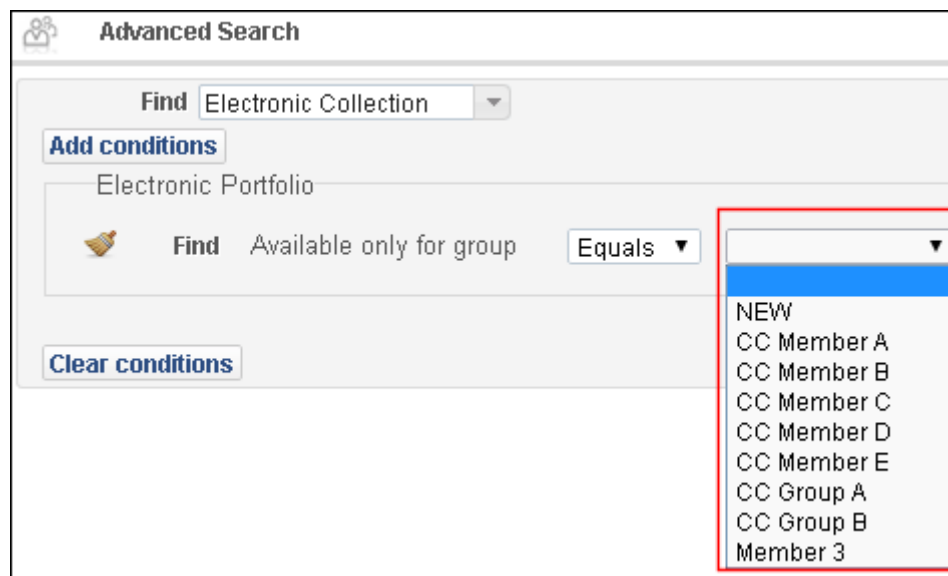 Advanced Search
Find Electronic Collection
Add conditions
Electronic Portfolio
Find Available only for group Equals
NEW
CC Member A
CC Member B
CC Member C
CC Member D
CC Member E
CC Group A
CC Group B
Member 3
Clear conditions